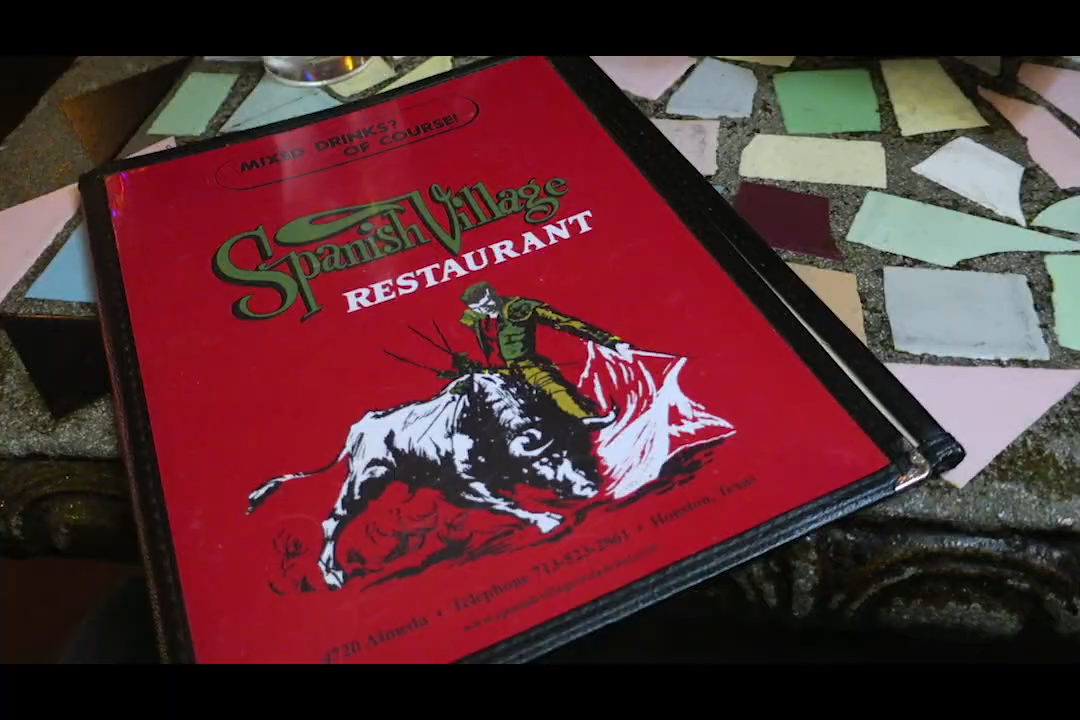 MIXED DRINKS?
OF COURSE!
Spanish Village
RESTAURANT
4720 Almeda • Telephone 713-523-2861 • Houston, Texas